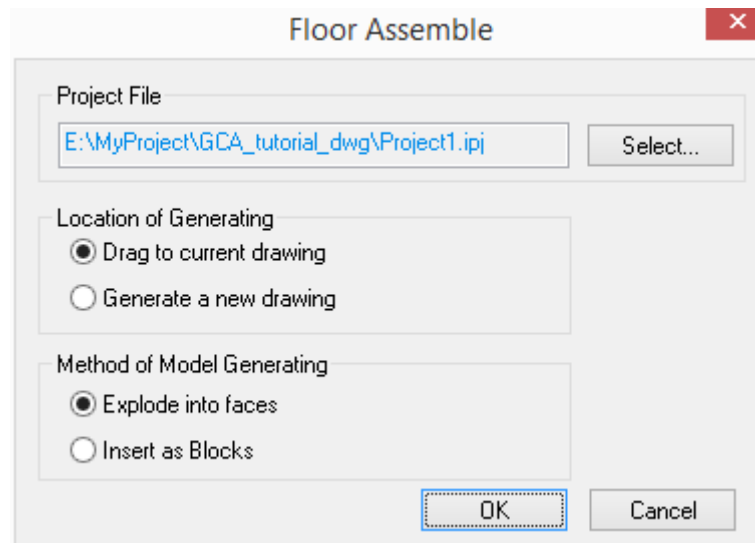 Floor Assemble
Project File
E:\MyProject\GCA_tutorial_dwg\Project1.ipj
Select...
Location of Generating
Drag to current drawing
Generate a new drawing
Method of Model Generating
Explode into faces
Insert as Blocks
OK
Cancel